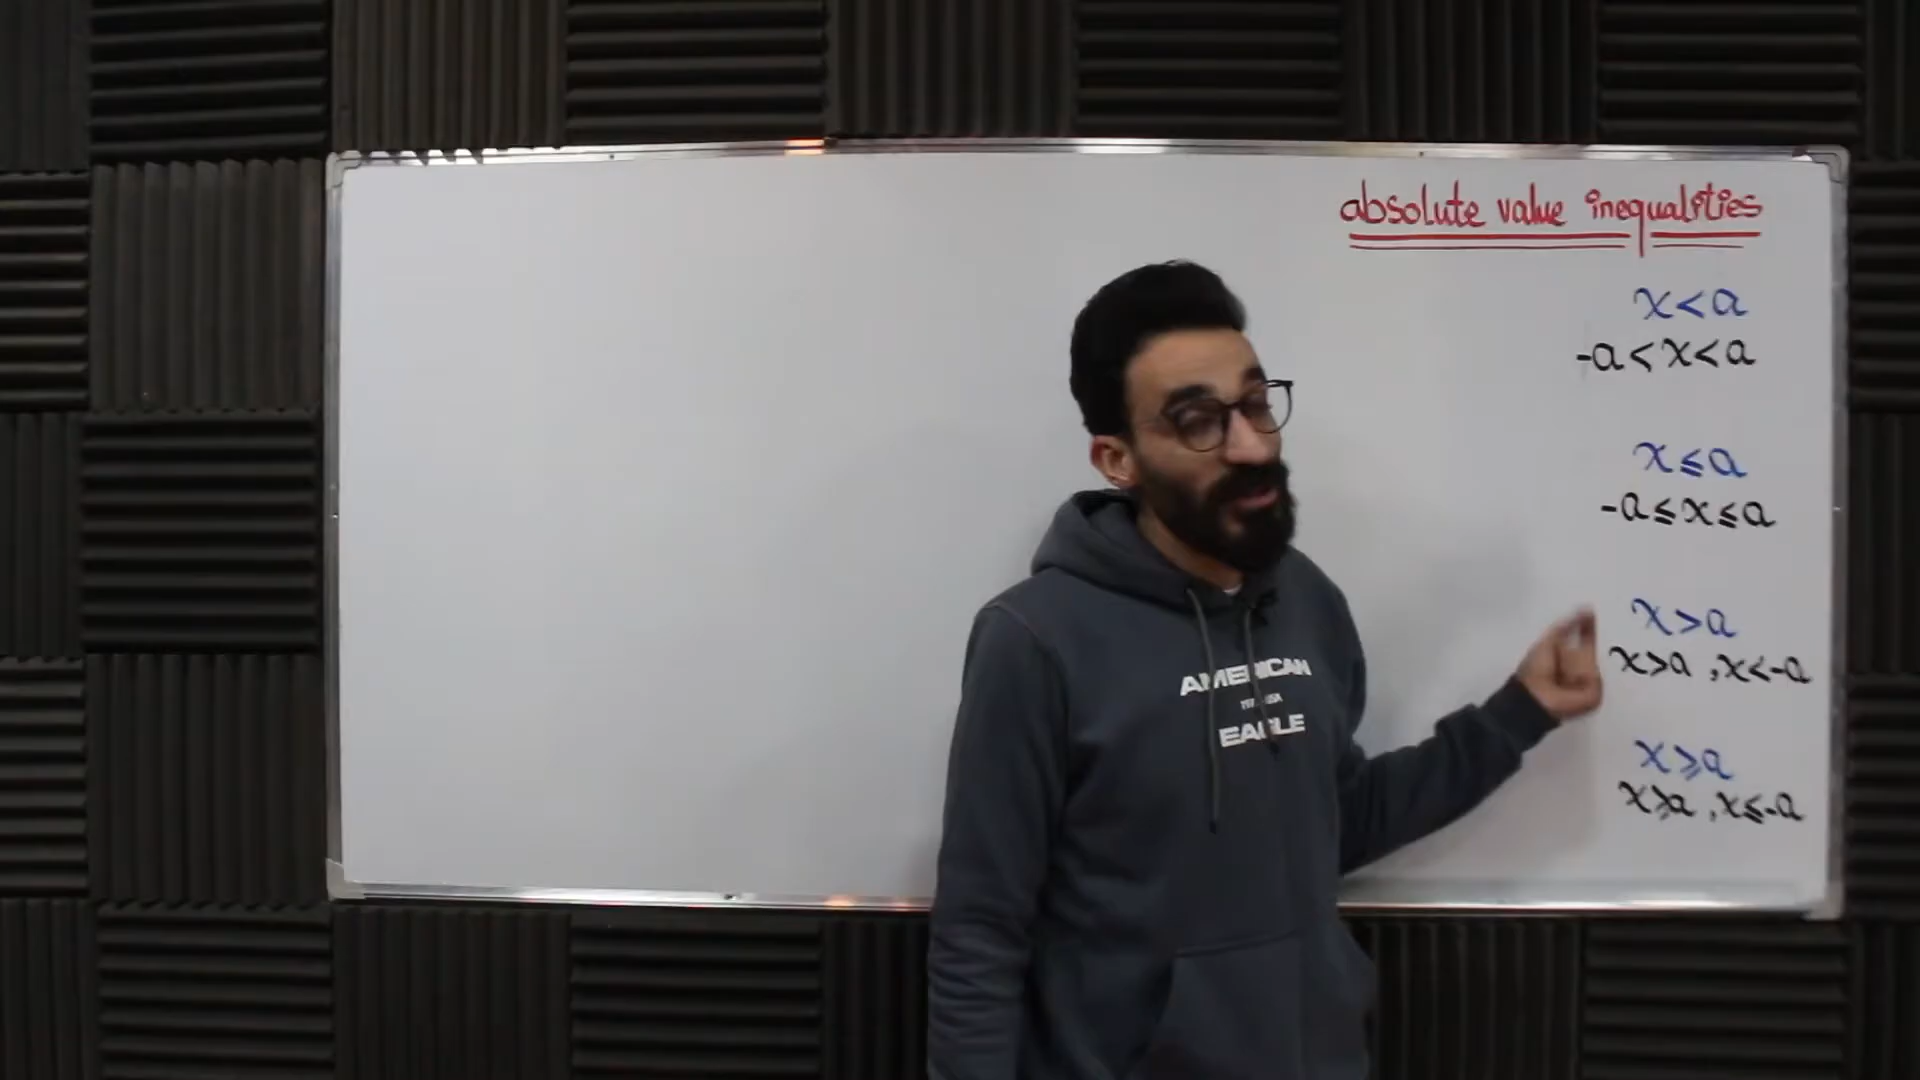 absolute value inequalities
x<a
-a<x<a
x≤a
-a≤x≤a
x>a
x>a , x<-a
x≥a
x≥a , x≤-a
AMERICAN
EAGLE